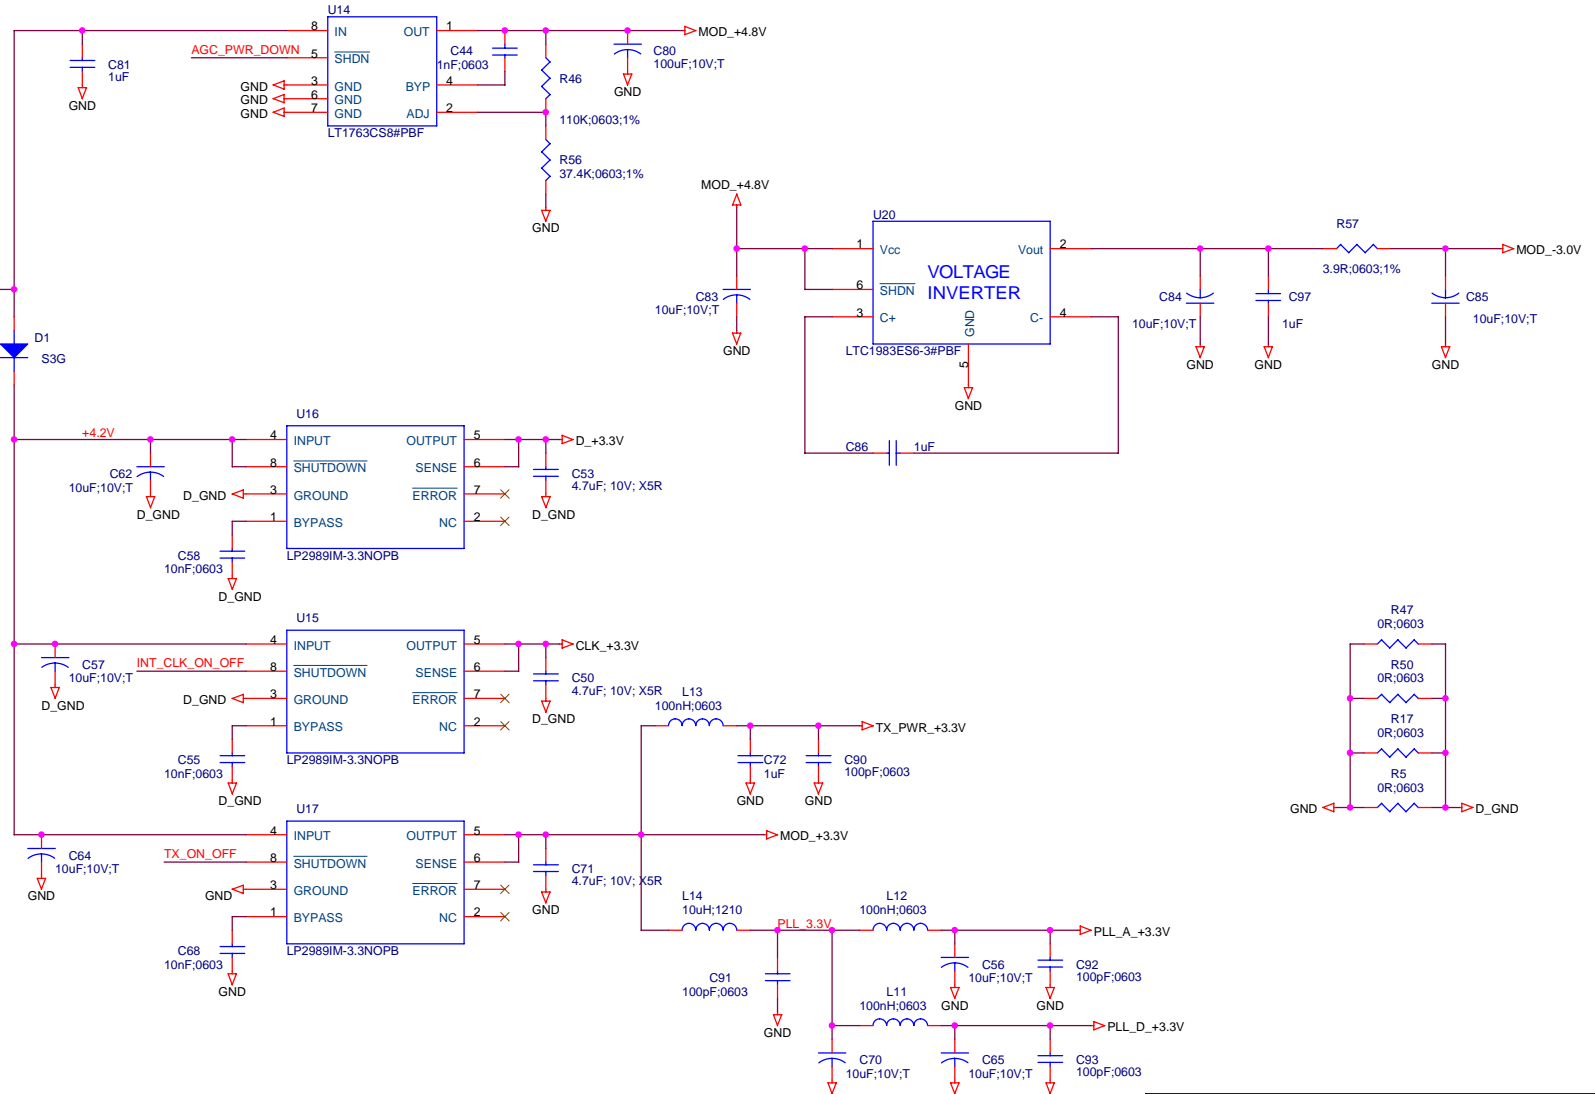 U14
8 IN OUT 1
MOD_+4.8V
AGC_PWR_DOWN 5 SHDN
C81
1uF
GND
C44
1nF;0603
C80
100uF;10V;T
GND
R46
110K;0603;1%
GND 3 GND BYP 4
GND 6 GND
GND 7 GND ADJ 2
LT1763CS8#PBF
R56
37.4K;0603;1%
GND
MOD_+4.8V
U20
1 Vcc Vout 2
VOLTAGE
INVERTER
6 SHDN
3 C+ C- 4
GND
5
LTC1983ES6-3#PBF
GND
C83
10uF;10V;T
GND
C86
1uF
C84
10uF;10V;T
GND
C97
1uF
GND
R57
3.9R;0603;1%
MOD_-3.0V
C85
10uF;10V;T
GND
D1
S3G
U16
+4.2V
4 INPUT OUTPUT 5
D_+3.3V
8 SHUTDOWN SENSE 6
D_GND 3 GROUND ERROR 7
1 BYPASS NC 2
LP2989IM-3.3NOPB
C62
10uF;10V;T
D_GND
C58
10nF;0603
D_GND
C53
4.7uF; 10V; X5R
D_GND
U15
4 INPUT OUTPUT 5
CLK_+3.3V
INT_CLK_ON_OFF 8 SHUTDOWN SENSE 6
D_GND 3 GROUND ERROR 7
1 BYPASS NC 2
LP2989IM-3.3NOPB
C57
10uF;10V;T
D_GND
C55
10nF;0603
D_GND
C50
4.7uF; 10V; X5R
D_GND
L13
100nH;0603
TX_PWR_+3.3V
C72
1uF
GND
C90
100pF;0603
GND
U17
4 INPUT OUTPUT 5
MOD_+3.3V
TX_ON_OFF 8 SHUTDOWN SENSE 6
GND 3 GROUND ERROR 7
1 BYPASS NC 2
LP2989IM-3.3NOPB
C64
10uF;10V;T
GND
C68
10nF;0603
GND
C71
4.7uF; 10V; X5R
GND
L14
10uH;1210
PLL_3.3V
L12
100nH;0603
PLL_A_+3.3V
C91
100pF;0603
GND
C56
10uF;10V;T
GND
C92
100pF;0603
GND
L11
100nH;0603
PLL_D_+3.3V
C70
10uF;10V;T
C65
10uF;10V;T
C93
100pF;0603
R47
0R;0603
R50
0R;0603
R17
0R;0603
R5
0R;0603
GND
D_GND